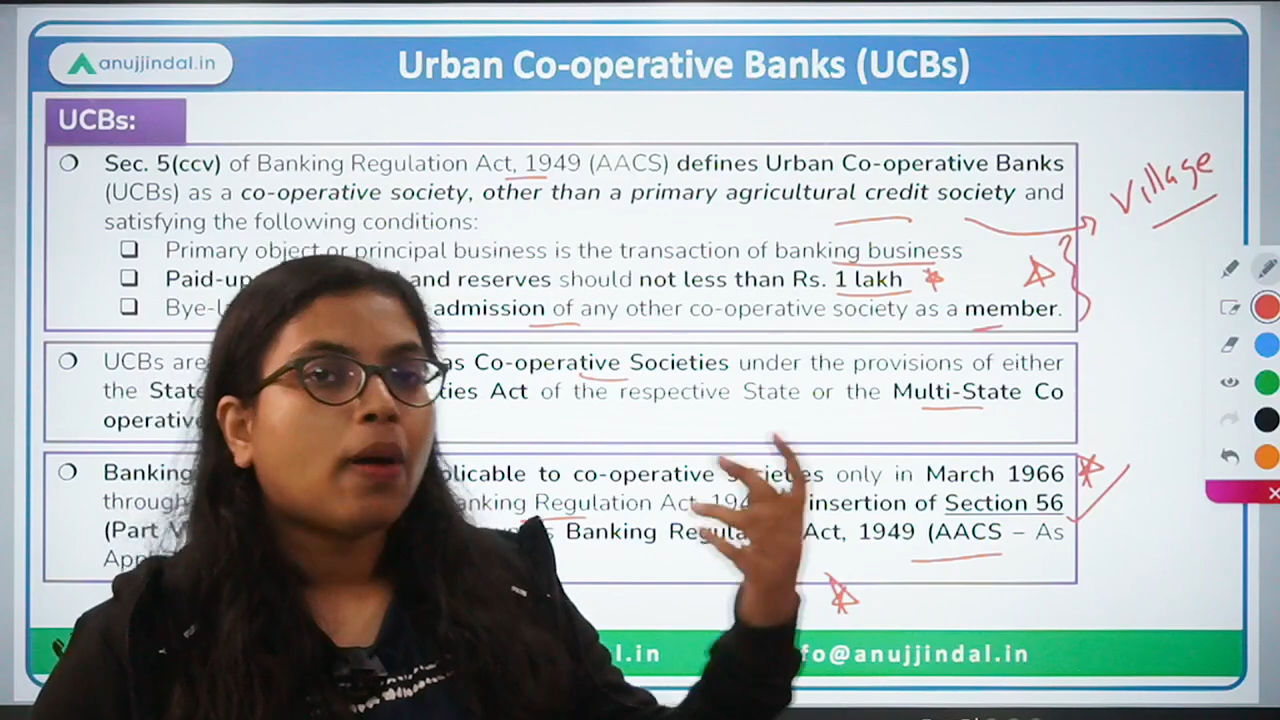 anujjindal.in
Urban Co-operative Banks (UCBs)
UCBs:
Sec. 5(ccv) of Banking Regulation Act, 1949 (AACS) defines Urban Co-operative Banks
(UCBs) as a co-operative society, other than a primary agricultural credit society and
satisfying the following conditions:
Village
Primary object or principal business is the transaction of banking business
Paid-up and reserves should not less than Rs. 1 lakh
Bye-l admission of any other co-operative society as a member.
UCBs are as Co-operative Societies under the provisions of either
the State ties Act of the respective State or the Multi-State Co
operative
Banking plicable to co-operative societies only in March 1966
through anking Regulation Act, 194 insertion of Section 56
(Part V Banking Regula Act, 1949 (AACS – As
App
l.in fo@anujjindal.in